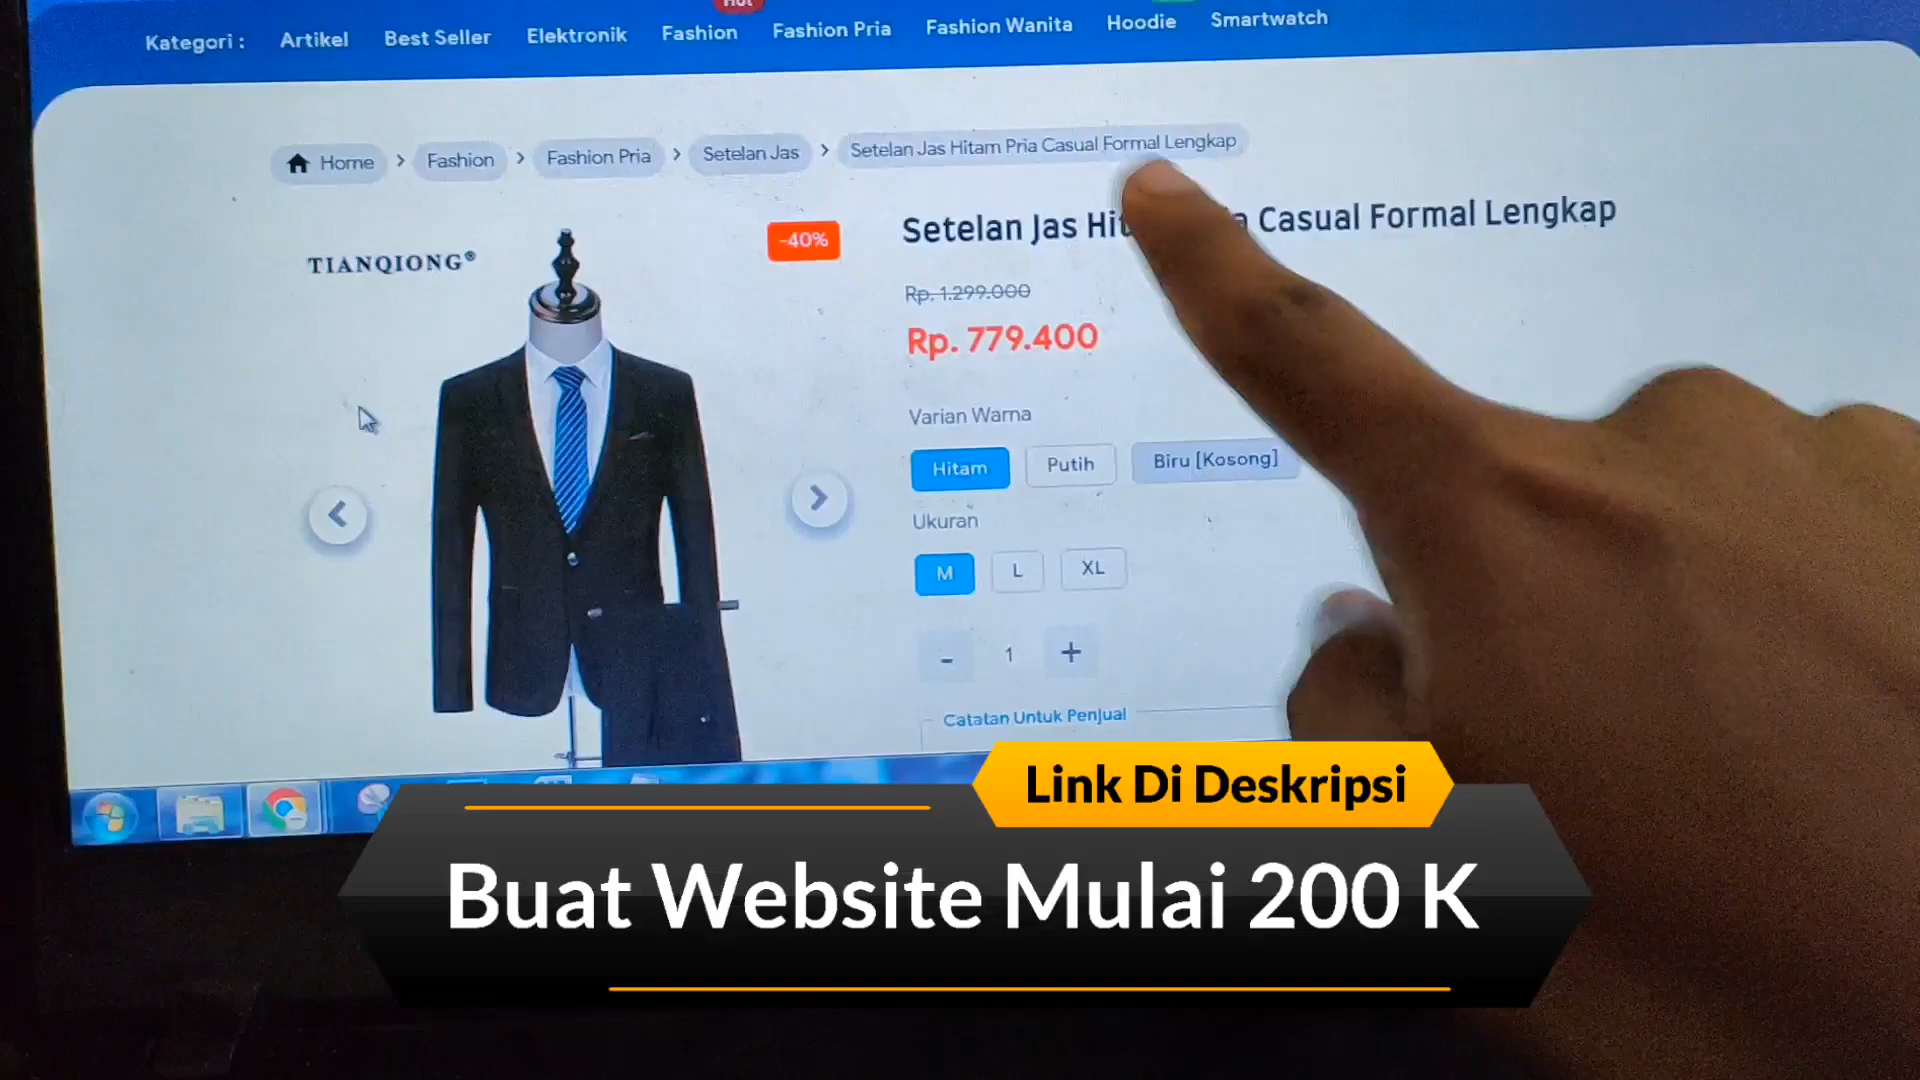 Hot
Kategori : Artikel Best Seller Elektronik Fashion Fashion Pria Fashion Wanita Hoodie Smartwatch
Home > Fashion > Fashion Pria > Setelan Jas > Setelan Jas Hitam Pria Casual Formal Lengkap
TIANQIONG®
-40%
Setelan Jas Hit Casual Formal Lengkap
Rp. 1.299.000
Rp. 779.400
Varian Warna
Hitam Putih Biru [Kosong]
Ukuran
M L XL
- 1 +
Catatan Untuk Penjual
Link Di Deskripsi
Buat Website Mulai 200 K